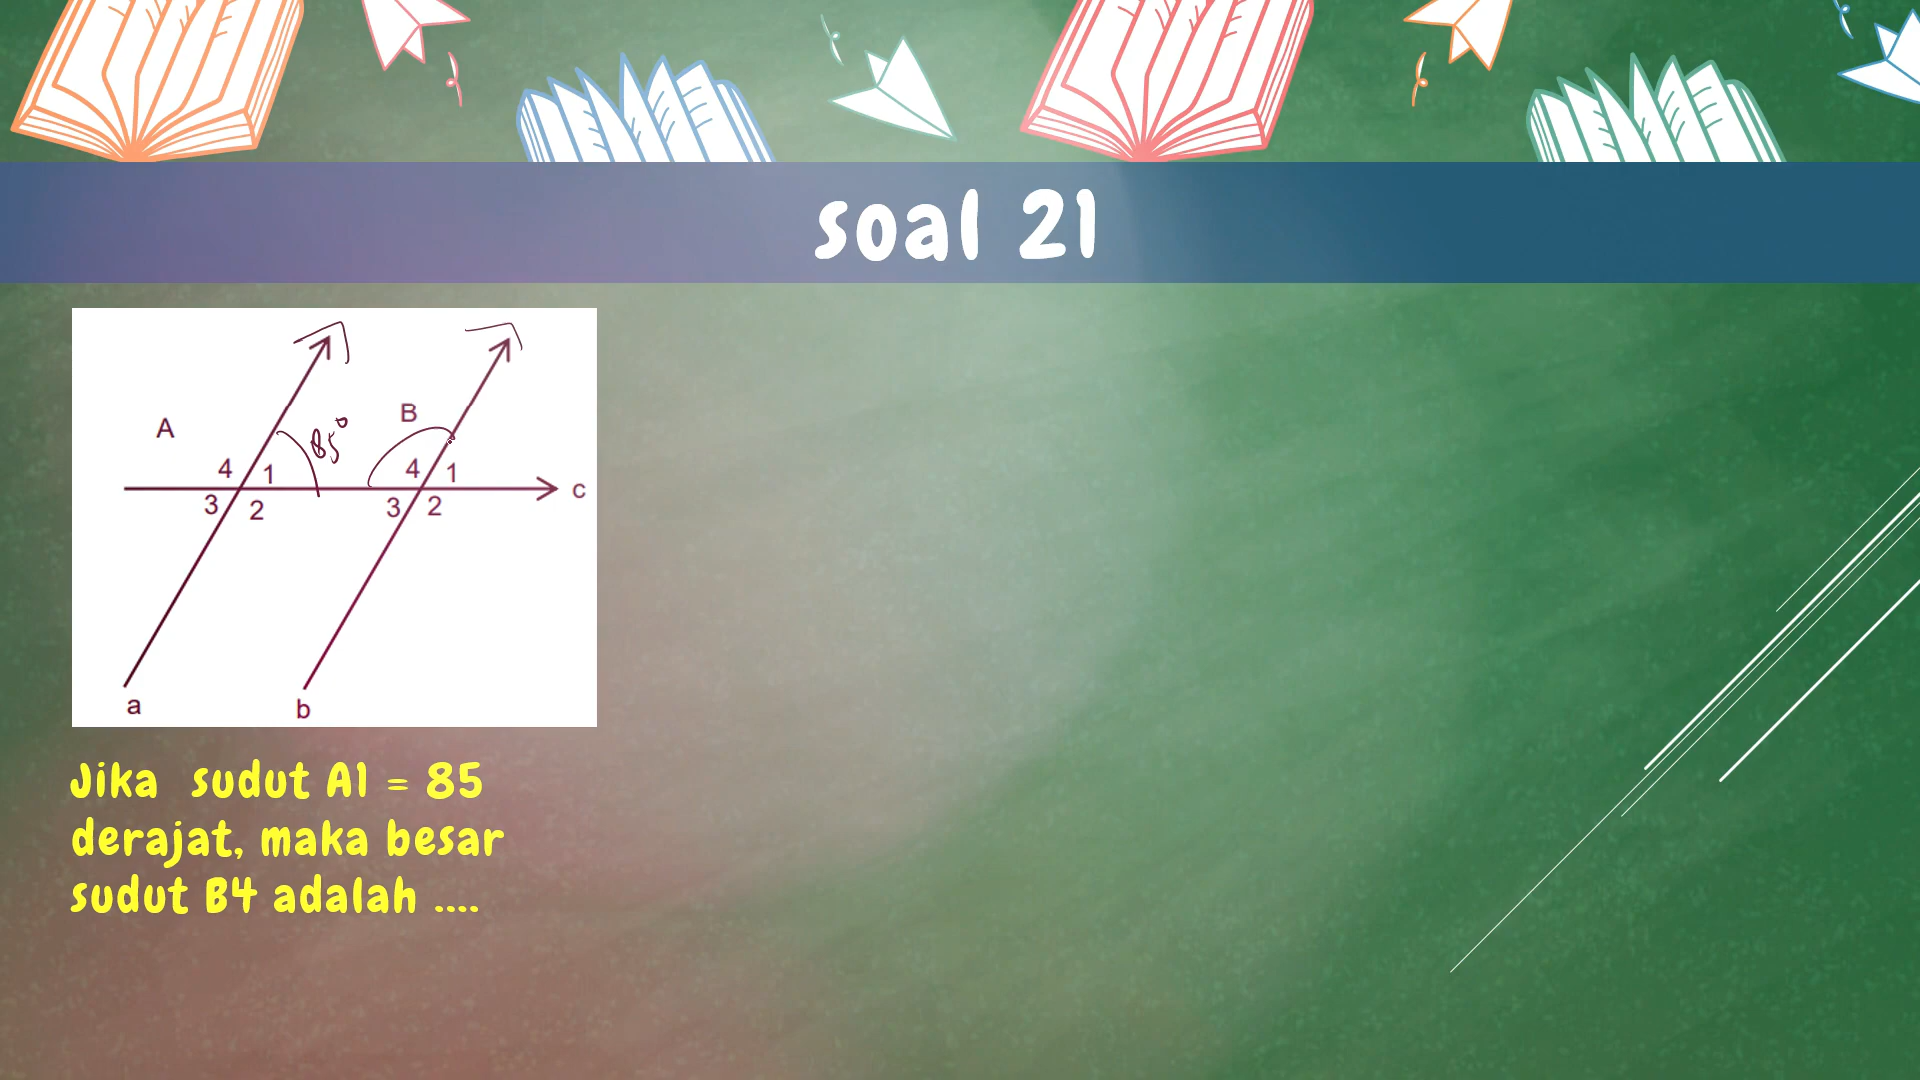 soal 21
A
B
85°
4 1
4 1
c
3 2
3 2
a
b
Jika sudut A1 = 85
derajat, maka besar
sudut B4 adalah ....